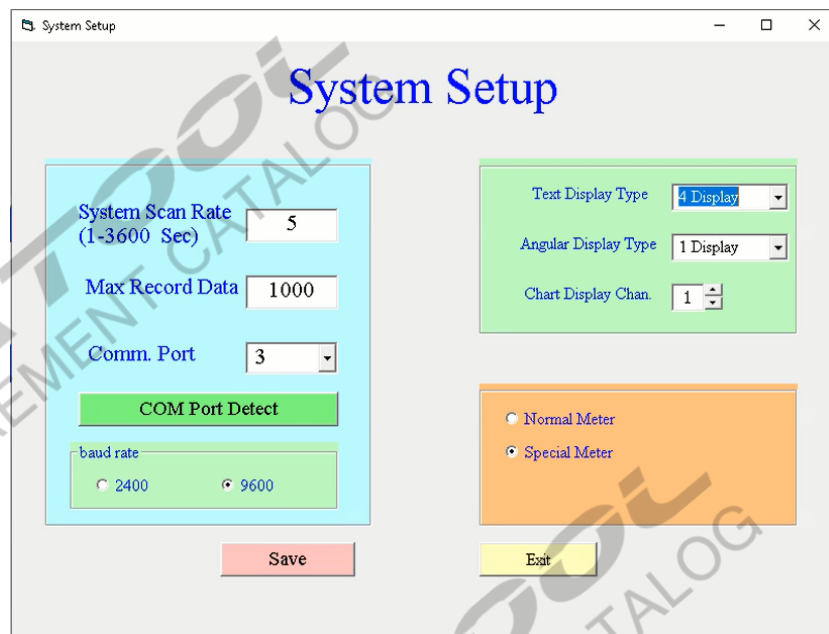 System Setup
System Setup
System Scan Rate
(1-3600 Sec)
5
Max Record Data
1000
Comm. Port
3
COM Port Detect
baud rate
2400
9600
Save
Text Display Type
4 Display
Angular Display Type
1 Display
Chart Display Chan.
1
Normal Meter
Special Meter
Exit